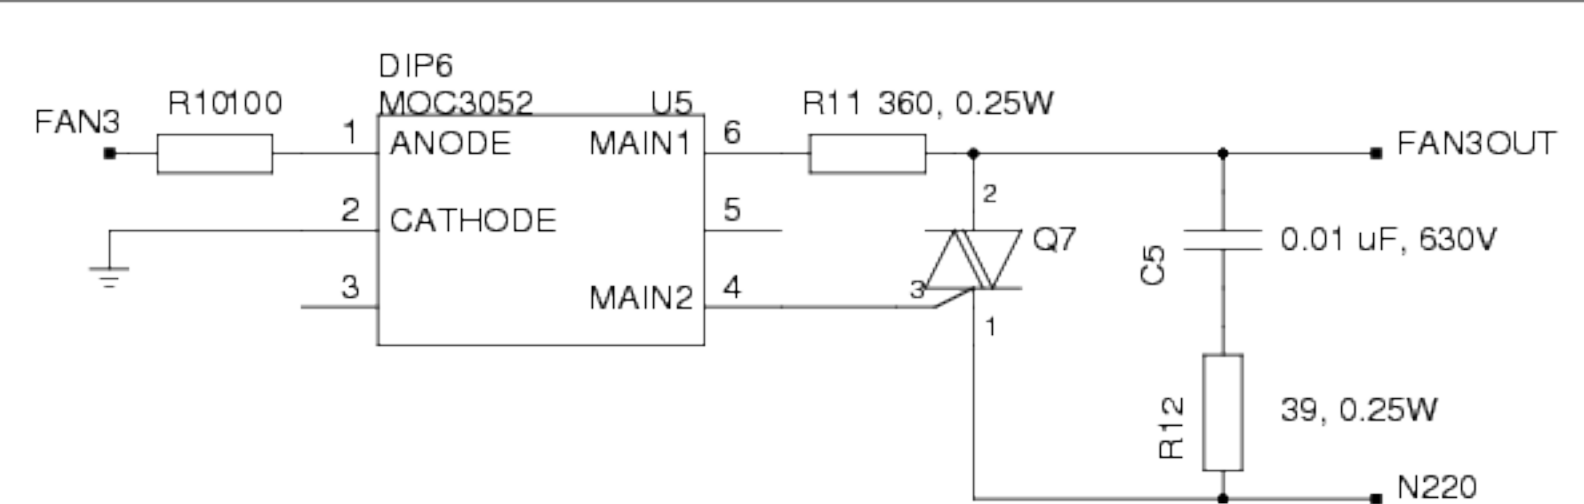 DIP6
MOC3052 U5
R10100
R11 360, 0.25W
FAN3
1 ANODE MAIN1 6
FAN3OUT
2 CATHODE 5
2
Q7
C5 0.01 uF, 630V
3 MAIN2 4
3
1
R12 39, 0.25W
N220